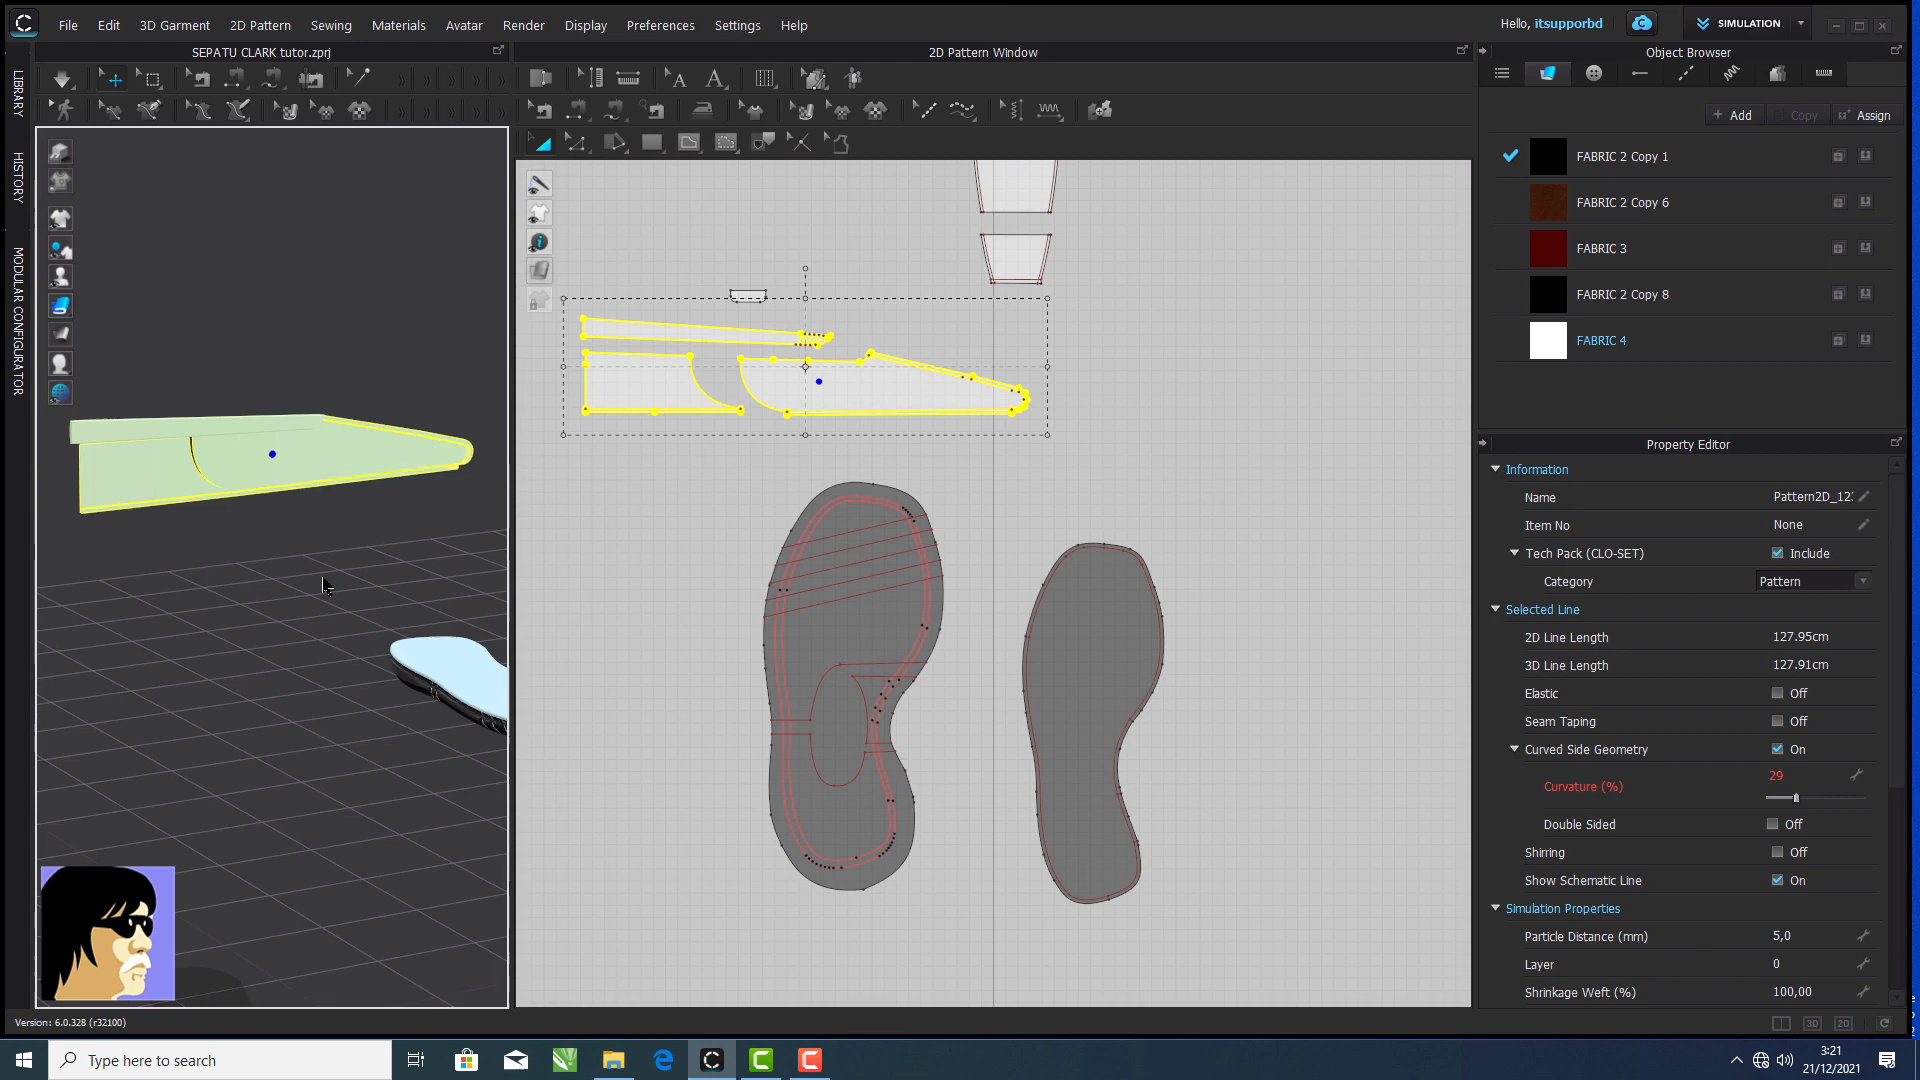 File Edit 3D Garment 2D Pattern Sewing Materials Avatar Render Display Preferences Settings Help
Hello, itsupporbd
SIMULATION
SEPATU CLARK tutor.zprj
2D Pattern Window
Object Browser
LIBRARY
HISTORY
MODULAR CONFIGURATOR
+ Add Copy Assign
FABRIC 2 Copy 1
FABRIC 2 Copy 6
FABRIC 3
FABRIC 2 Copy 8
FABRIC 4
Property Editor
Information
Name Pattern2D_12
Item No None
Tech Pack (CLO-SET) Include
Category Pattern
Selected Line
2D Line Length 127.95cm
3D Line Length 127.91cm
Elastic Off
Seam Taping Off
Curved Side Geometry On
Curvature (%) 29
Double Sided Off
Shirring Off
Show Schematic Line On
Simulation Properties
Particle Distance (mm) 5,0
Layer 0
Shrinkage Weft (%) 100,00
Version: 6.0.328 (r32100)
3D 2D
Type here to search
3:21
21/12/2021